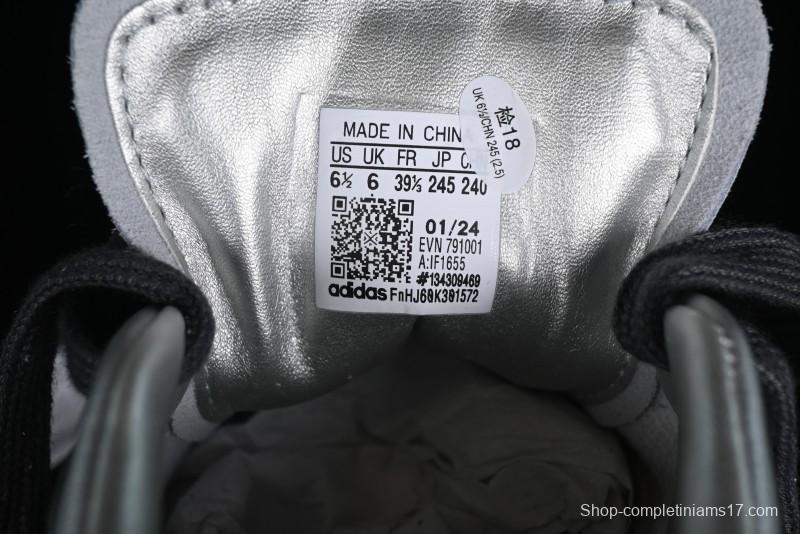 MADE IN CHIN
US UK FR JP C
6½ 6 39⅓ 245 240
01/24
EVN 791001
A:IF1655
#134309469
adidas FnHJ60K301572
检18
UK 6½/CHN 245 (2.5)
Shop-completiniams17.com